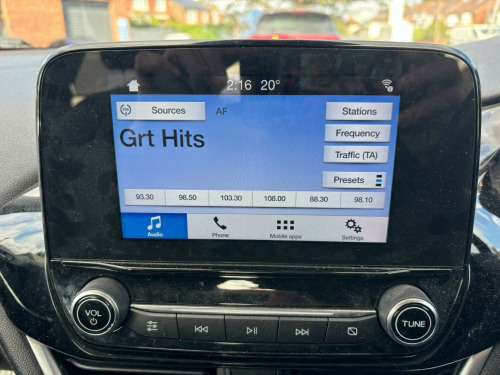 2:16 20°
Sources
AF
Stations
Grt Hits
Frequency
Traffic (TA)
Presets
93.30 98.50 103.30 108.00 88.30 98.10
Audio
Phone
Mobile apps
Settings
VOL
TUNE